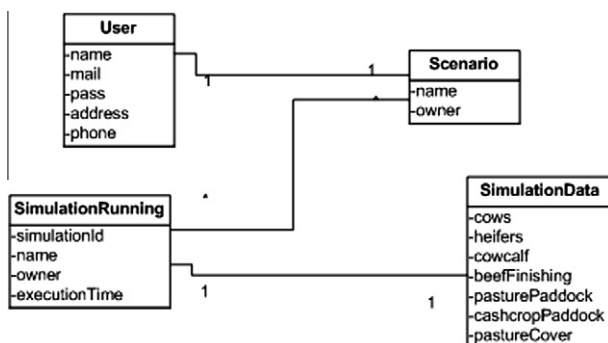 User
-name
-mail
-pass
-address
-phone
1
1
Scenario
-name
-owner
*
*
SimulationRunning
-simulationId
-name
-owner
-executionTime
1
1
SimulationData
-cows
-heifers
-cowcalf
-beefFinishing
-pasturePaddock
-cashcropPaddock
-pastureCover